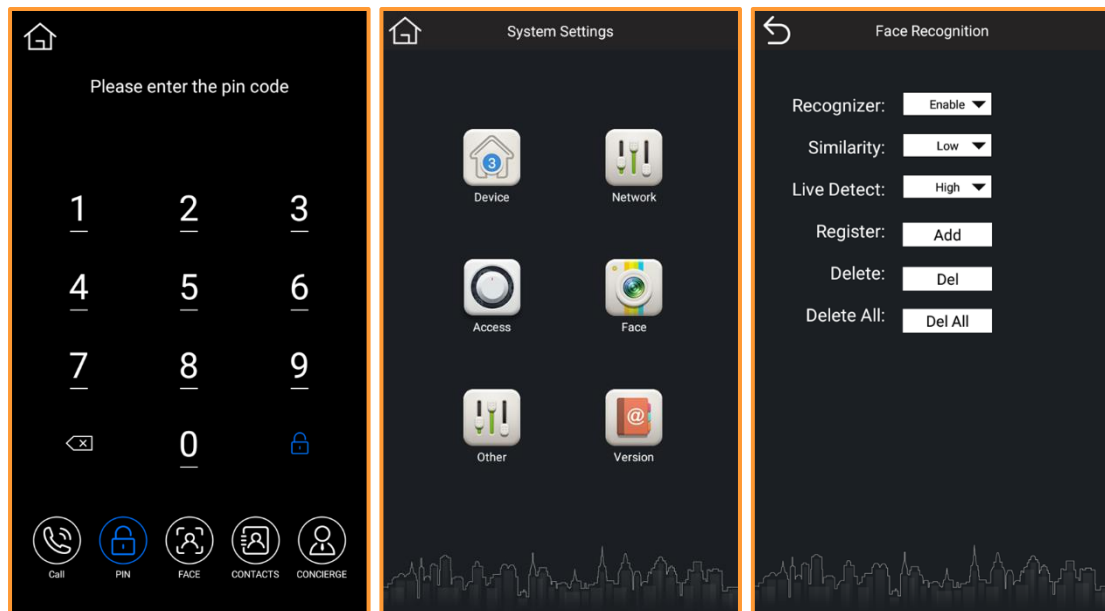 Please enter the pin code
1 2 3
4 5 6
7 8 9
0
Call PIN FACE CONTACTS CONCIERGE
System Settings
3
Device Network
Access Face
@
Other Version
Face Recognition
Recognizer: Enable
Similarity: Low
Live Detect: High
Register: Add
Delete: Del
Delete All: Del All